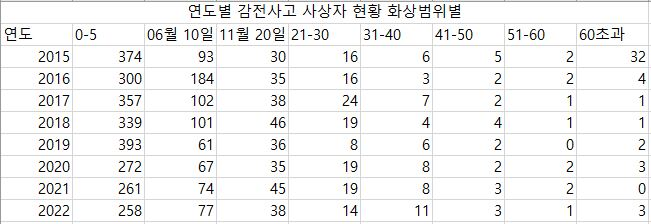 연도별 감전사고 사상자 현황 화상범위별
연도 0-5 06월 10일 11월 20일 21-30 31-40 41-50 51-60 60초과
2015 374 93 30 16 6 5 2 32
2016 300 184 35 16 3 2 2 4
2017 357 102 38 24 7 2 1 1
2018 339 101 46 19 4 4 1 1
2019 393 61 36 8 6 2 0 2
2020 272 67 35 19 8 2 2 3
2021 261 74 45 19 8 3 2 0
2022 258 77 38 14 11 3 1 3